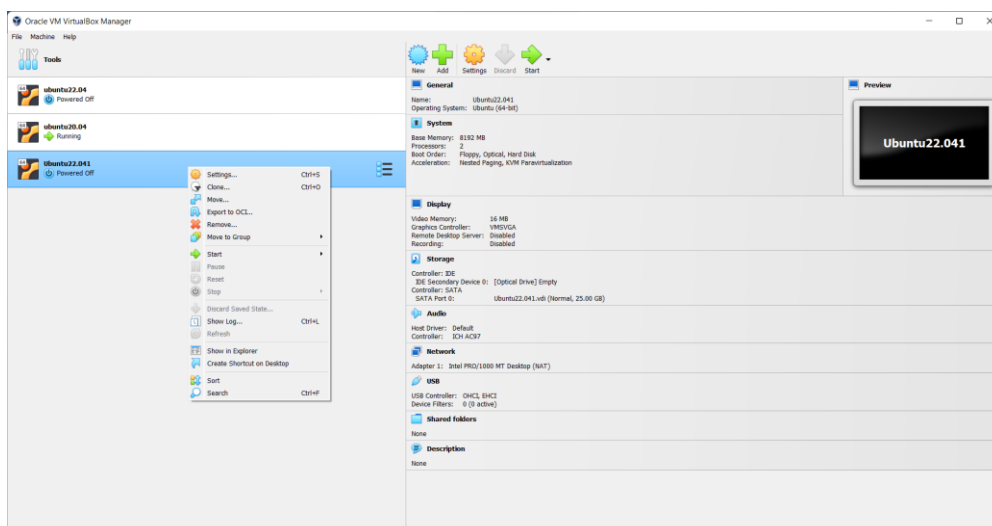 Oracle VM VirtualBox Manager
File Machine Help
Tools
New Add Settings Discard Start
64 ubuntu22.04
Powered Off
64 ubuntu20.04
Running
64 Ubuntu22.041
Powered Off
Settings... Ctrl+S
Clone... Ctrl+O
Move...
Export to OCI...
Remove...
Move to Group
Start
Pause
Reset
Stop
Discard Saved State...
Show Log... Ctrl+L
Refresh
Show in Explorer
Create Shortcut on Desktop
Sort
Search Ctrl+F
General
Name: Ubuntu22.041
Operating System: Ubuntu (64-bit)
System
Base Memory: 8192 MB
Processors: 2
Boot Order: Floppy, Optical, Hard Disk
Acceleration: Nested Paging, KVM Paravirtualization
Display
Video Memory: 16 MB
Graphics Controller: VMSVGA
Remote Desktop Server: Disabled
Recording: Disabled
Storage
Controller: IDE
IDE Secondary Device 0: [Optical Drive] Empty
Controller: SATA
SATA Port 0: Ubuntu22.041.vdi (Normal, 25.00 GB)
Audio
Host Driver: Default
Controller: ICH AC97
Network
Adapter 1: Intel PRO/1000 MT Desktop (NAT)
USB
USB Controller: OHCI, EHCI
Device Filters: 0 (0 active)
Shared folders
None
Description
None
Preview
Ubuntu22.041